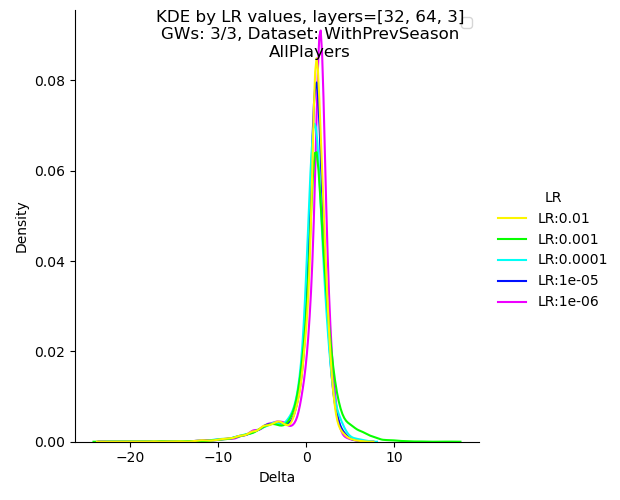 KDE by LR values, layers=[32, 64, 3]
GWs: 3/3, Dataset: WithPrevSeason
AllPlayers
0.08
0.06
0.04
0.02
0.00
Density
−20
−10
0
10
Delta
LR
LR:0.01
LR:0.001
LR:0.0001
LR:1e-05
LR:1e-06